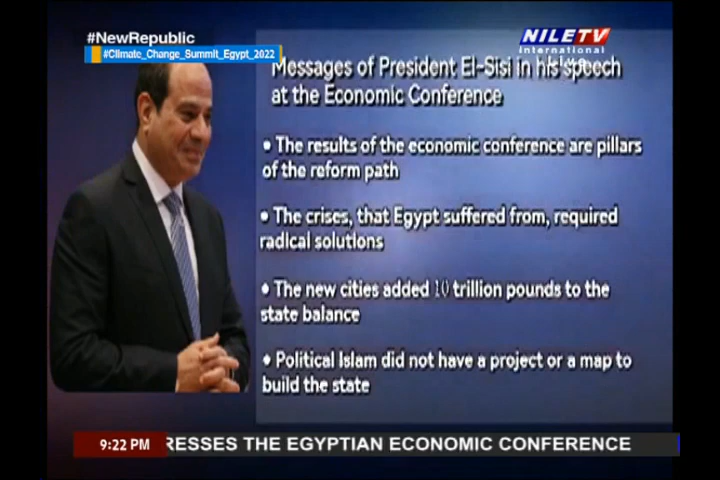 #NewRepublic
#Climate_Change_Summit_Egypt_2022
NILETV
International
Live
Messages of President El-Sisi in his speech
at the Economic Conference
• The results of the economic conference are pillars
of the reform path
• The crises, that Egypt suffered from, required
radical solutions
• The new cities added 10 trillion pounds to the
state balance
• Political Islam did not have a project or a map to
build the state
9:22 PM RESSES THE EGYPTIAN ECONOMIC CONFERENCE